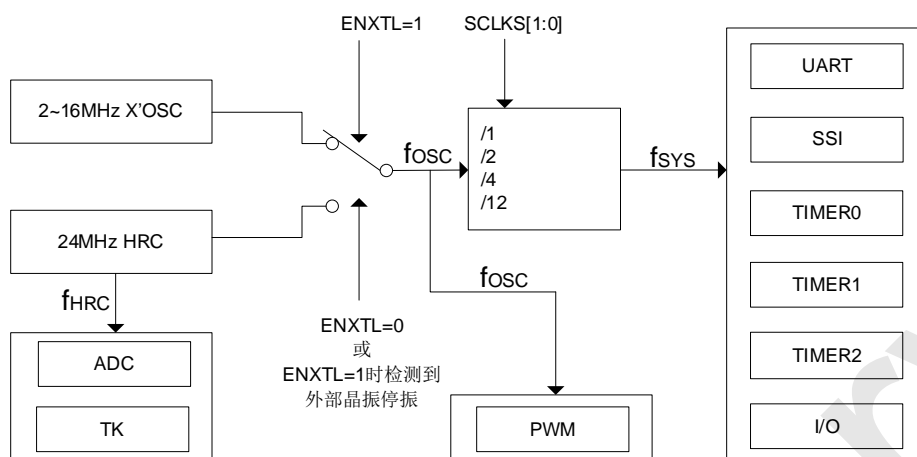 ENXTL=1
SCLKS[1:0]
2~16MHz X'OSC
24MHz HRC
fHRC
ADC
TK
ENXTL=0
或
ENXTL=1时检测到
外部晶振停振
fOSC
/1
/2
/4
/12
fSYS
fOSC
PWM
UART
SSI
TIMER0
TIMER1
TIMER2
I/O